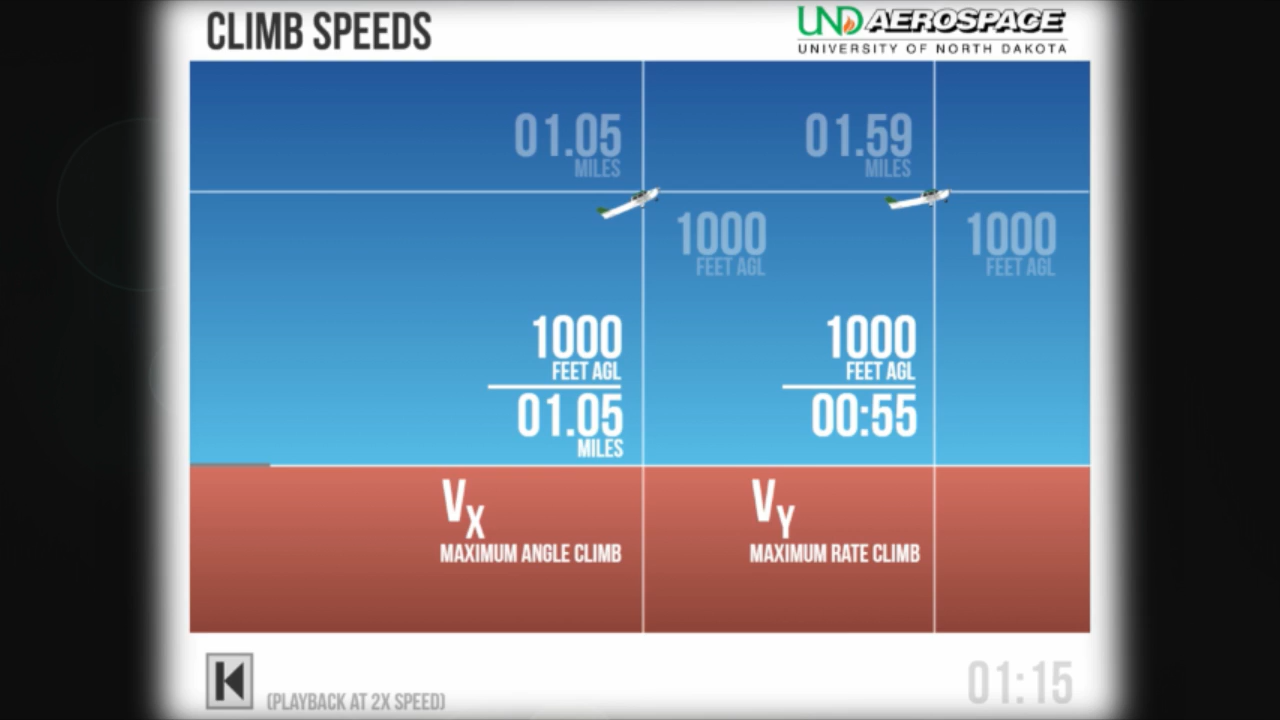 CLIMB SPEEDS
UND AEROSPACE
UNIVERSITY OF NORTH DAKOTA
01.05
MILES
01.59
MILES
1000
FEET AGL
1000
FEET AGL
1000
FEET AGL
01.05
MILES
1000
FEET AGL
00:55
VX
MAXIMUM ANGLE CLIMB
VY
MAXIMUM RATE CLIMB
(PLAYBACK AT 2X SPEED)
01:15